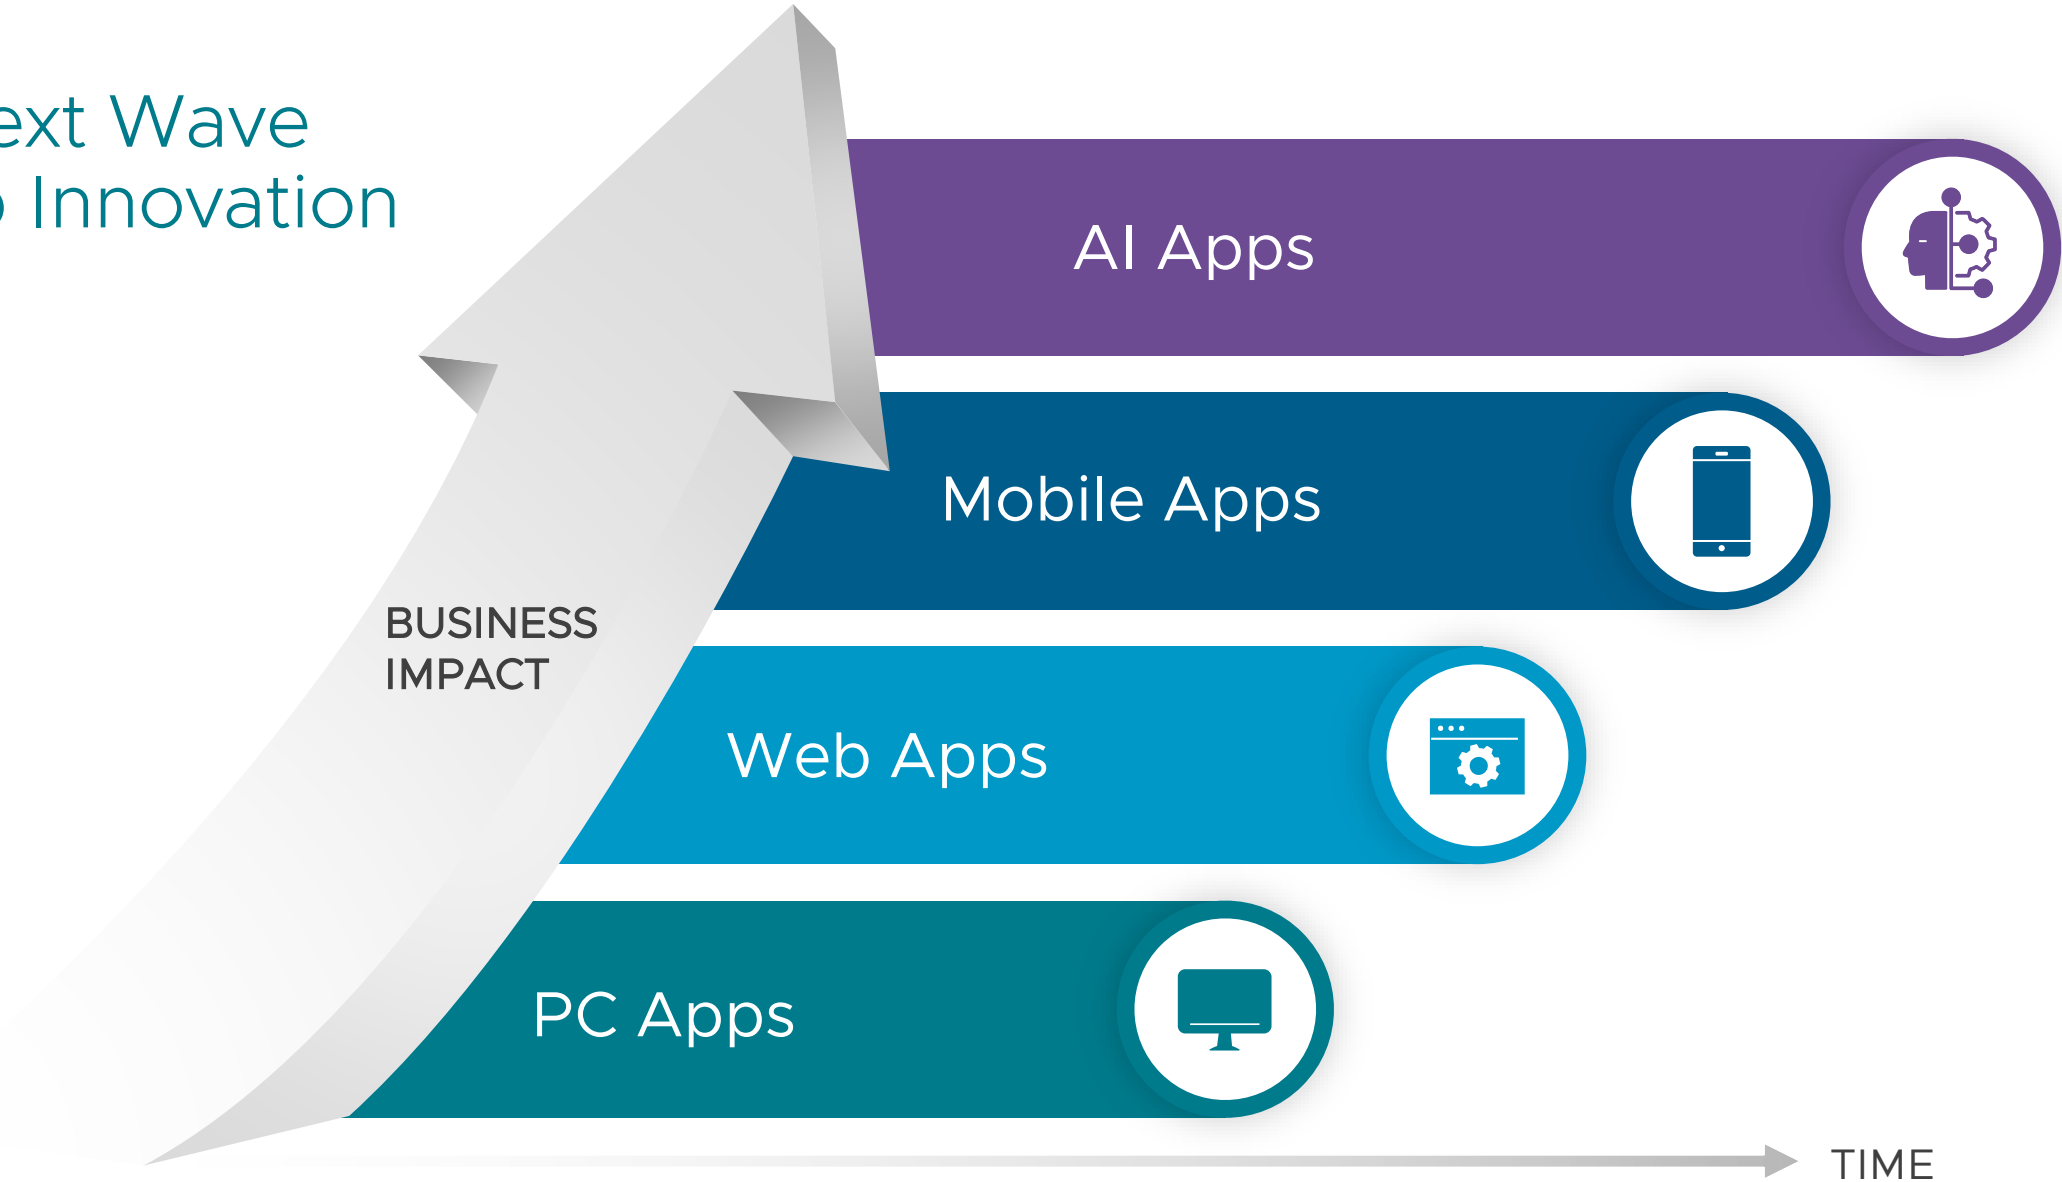 ext Wave
Innovation
AI Apps
Mobile Apps
BUSINESS
IMPACT
Web Apps
PC Apps
TIME